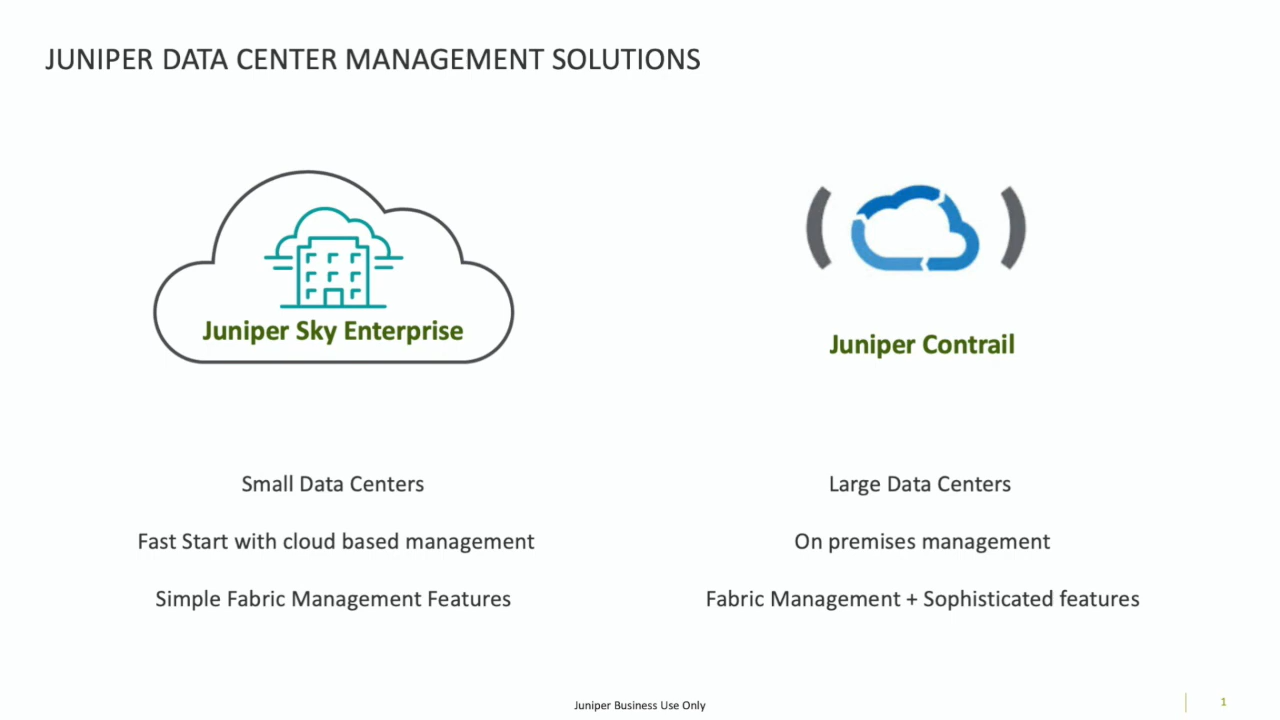 JUNIPER DATA CENTER MANAGEMENT SOLUTIONS
Juniper Sky Enterprise
Small Data Centers
Fast Start with cloud based management
Simple Fabric Management Features
Juniper Contrail
Large Data Centers
On premises management
Fabric Management + Sophisticated features
Juniper Business Use Only
1